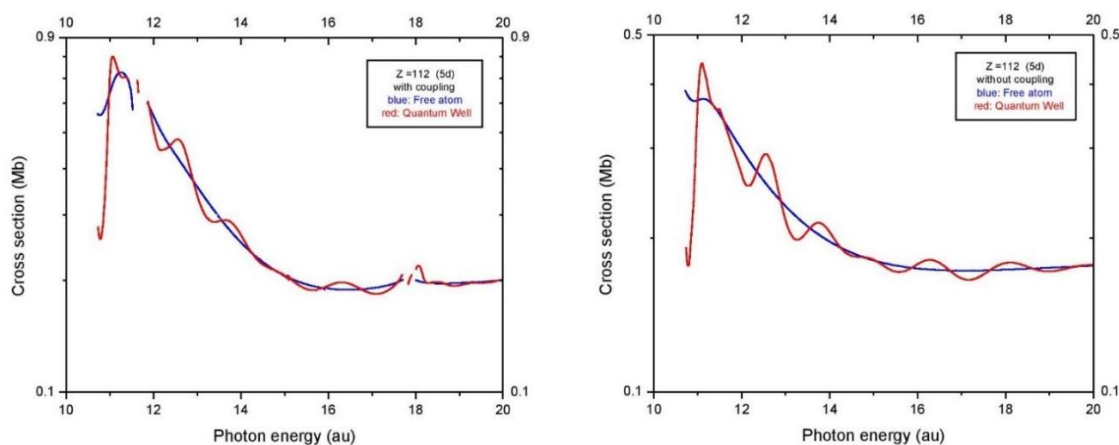 10 12 14 16 18 20
0.9 0.9
Z =112 (5d)
with coupling
blue: Free atom
red: Quantum Well
Cross section (Mb)
0.1 0.1
10 12 14 16 18 20
Photon energy (au)
10 12 14 16 18 20
0.5 0.5
Z =112 (5d)
without coupling
blue: Free atom
red: Quantum Well
Cross section (Mb)
0.1 0.1
10 12 14 16 18 20
Photon energy (au)